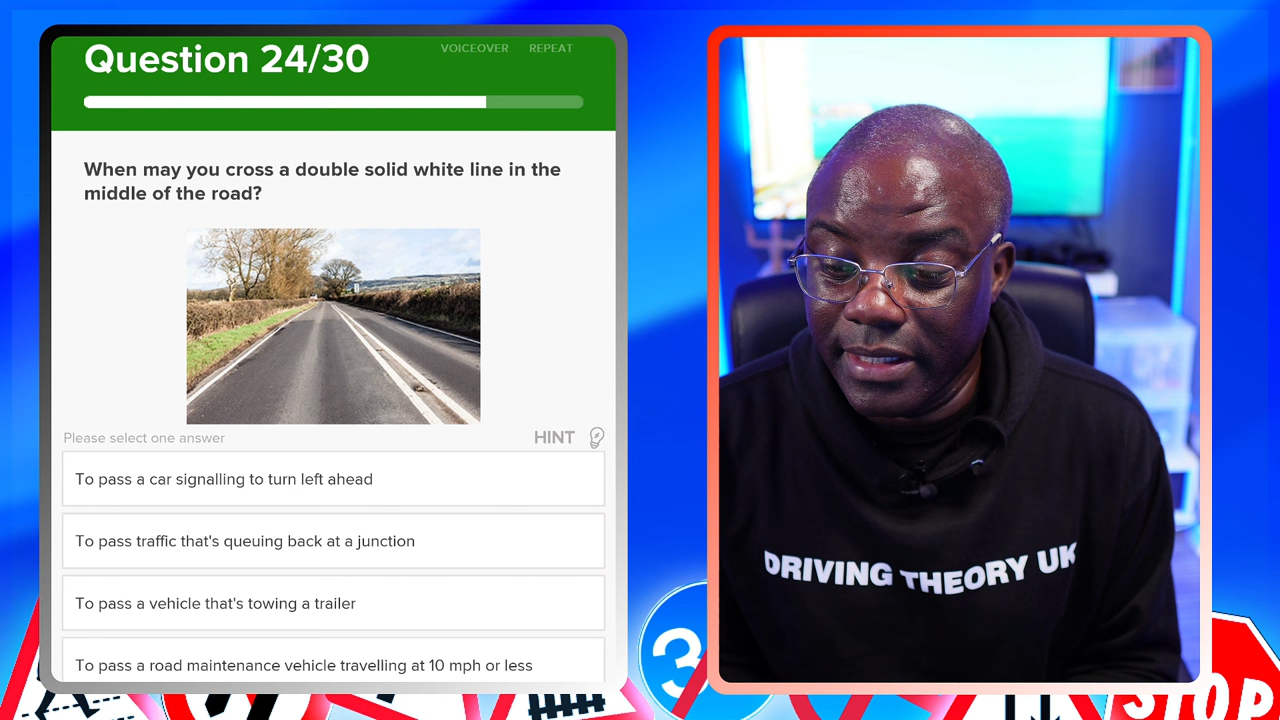 Question 24/30
VOICEOVER REPEAT
When may you cross a double solid white line in the
middle of the road?
Please select one answer
HINT
To pass a car signalling to turn left ahead
To pass traffic that's queuing back at a junction
To pass a vehicle that's towing a trailer
To pass a road maintenance vehicle travelling at 10 mph or less
DRIVING THEORY UK
3
STOP